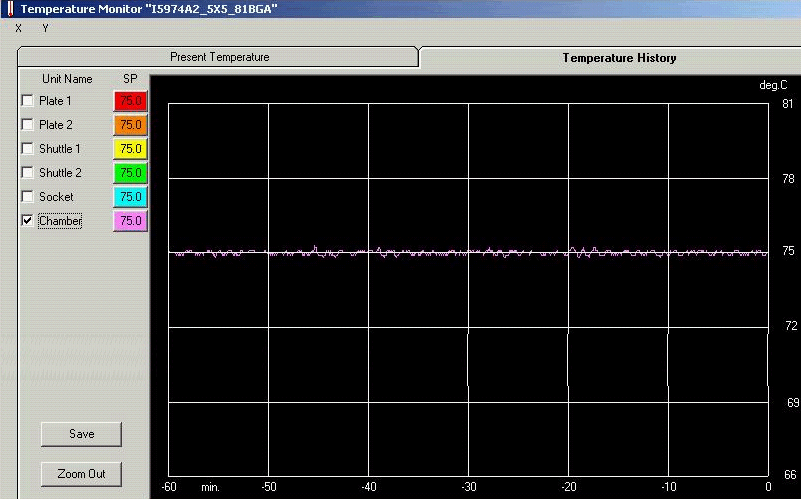 Temperature Monitor "I5974A2_5X5_81BGA"
X Y
Present Temperature Temperature History
Unit Name SP
Plate 1 75.0
Plate 2 75.0
Shuttle 1 75.0
Shuttle 2 75.0
Socket 75.0
Chamber 75.0
Save
Zoom Out
deg.C
81
78
75
72
69
66
-60 min. -50 -40 -30 -20 -10 0